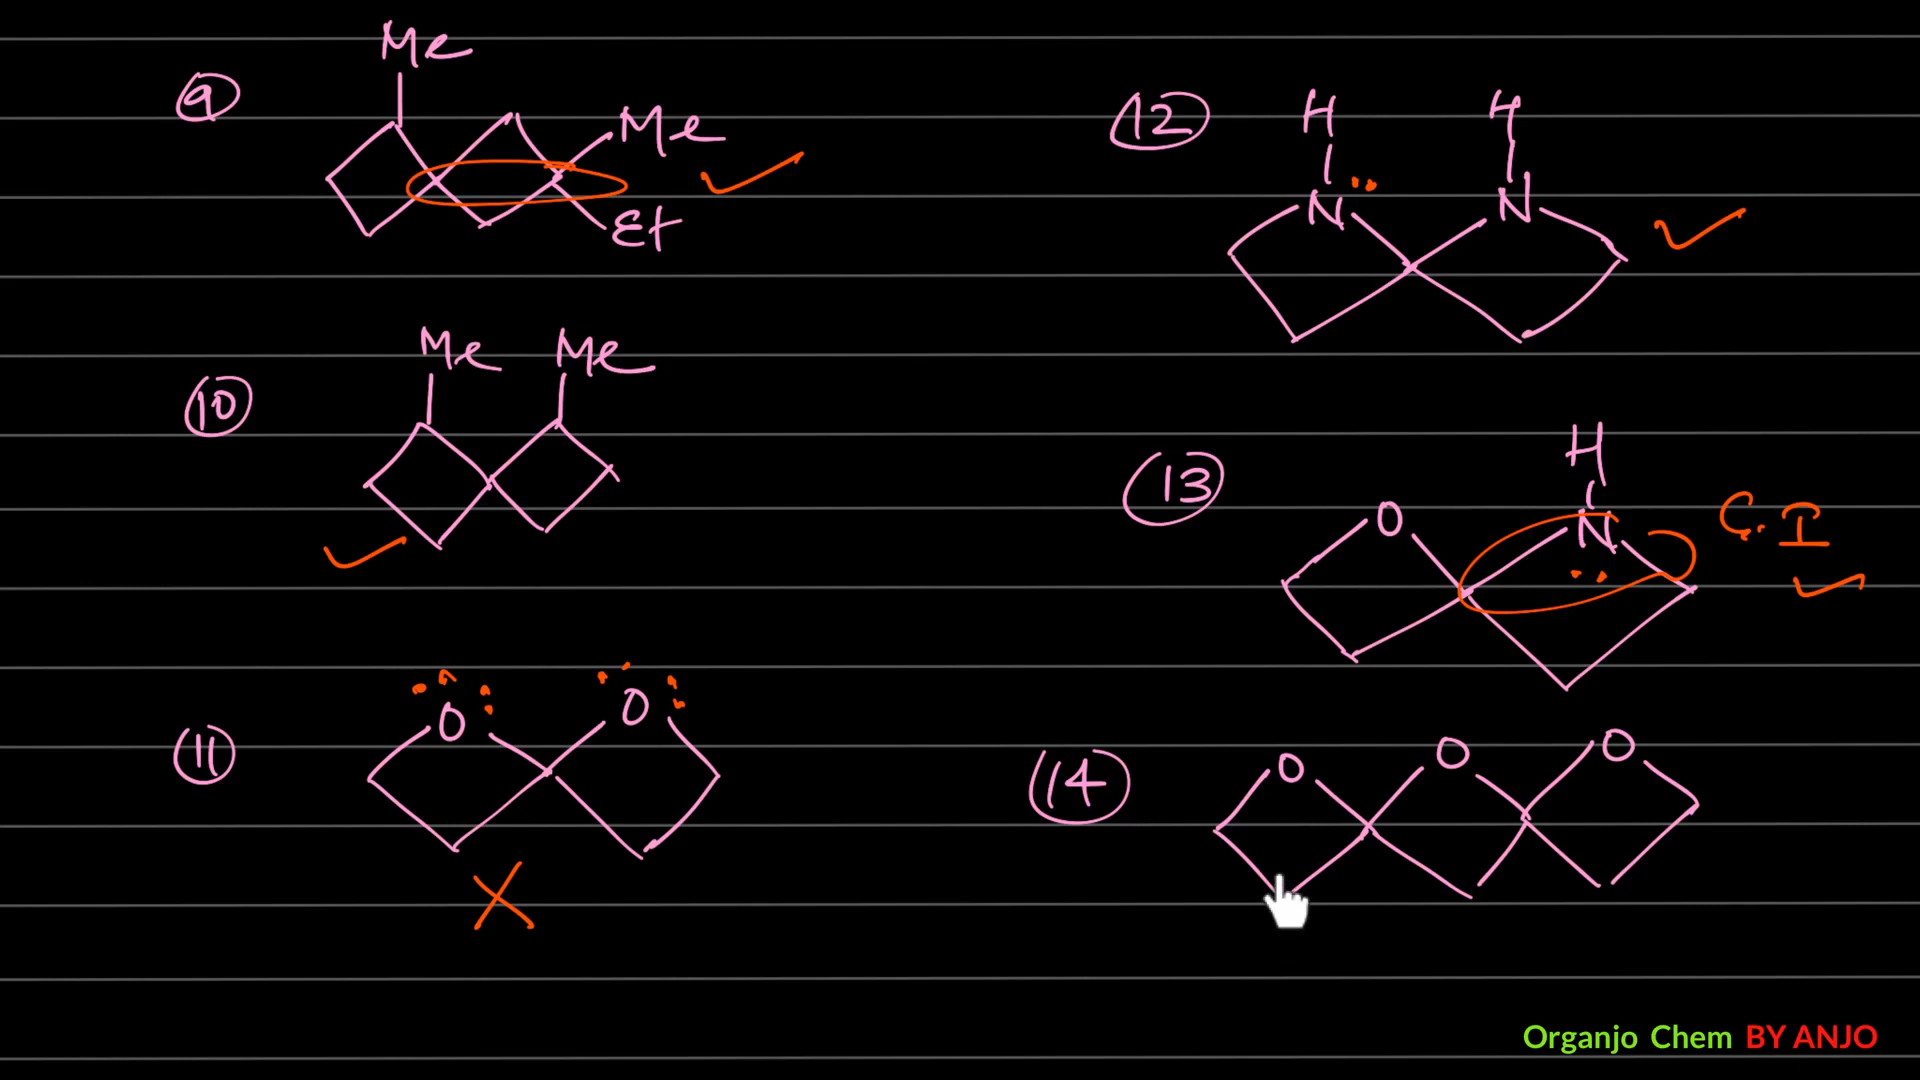 Me
9
Me
Et
10
Me Me
11
O O
12
H H
N N
13
H
O N
C.I
14
O O O
Organjo Chem BY ANJO